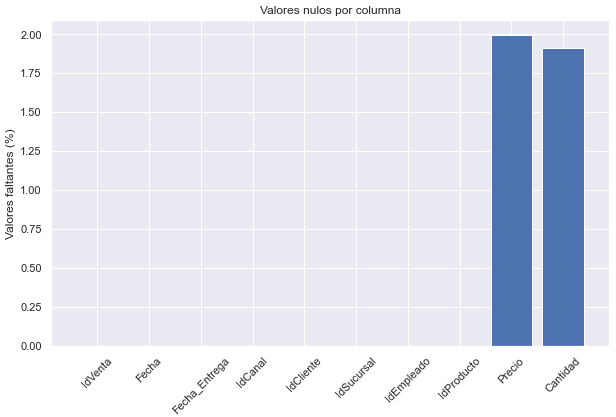 Valores nulos por columna
Valores faltantes (%)
2.00
1.75
1.50
1.25
1.00
0.75
0.50
0.25
0.00
IdVenta
Fecha
Fecha_Entrega
IdCanal
IdCliente
IdSucursal
IdEmpleado
IdProducto
Precio
Cantidad